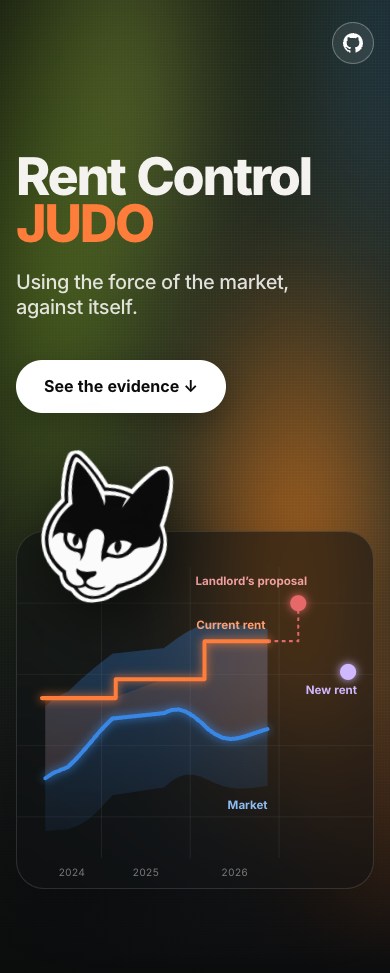 Rent Control
JUDO
Using the force of the market,
against itself.
See the evidence ↓
Landlord’s proposal
Current rent
New rent
Market
2024
2025
2026